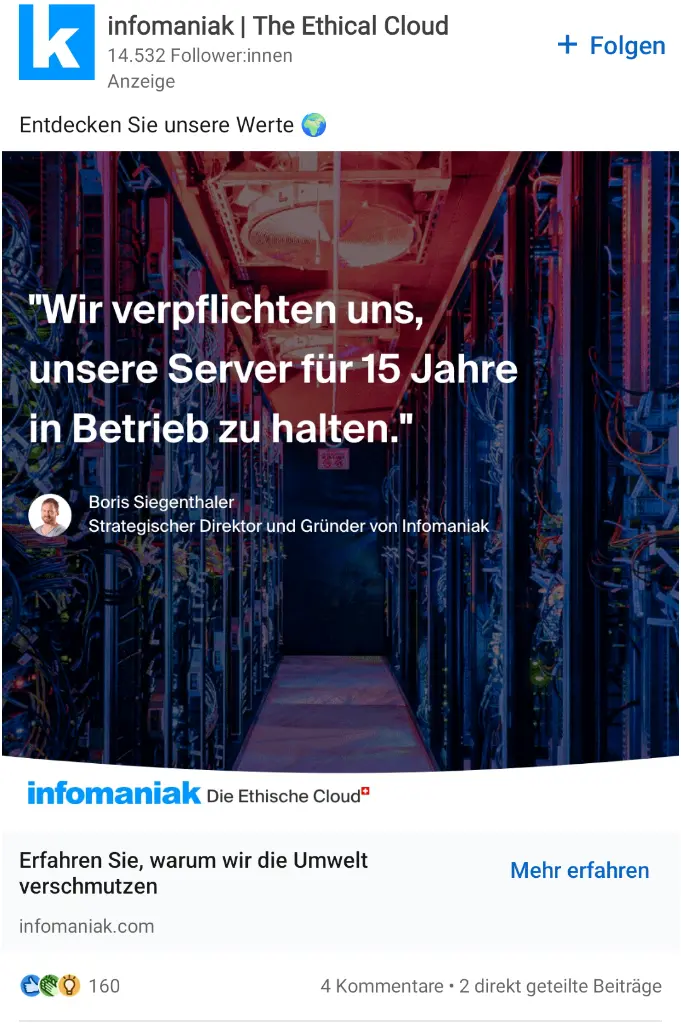 infomaniak | The Ethical Cloud
14.532 Follower:innen
Anzeige
+ Folgen
Entdecken Sie unsere Werte 🌍
"Wir verpflichten uns,
unsere Server für 15 Jahre
in Betrieb zu halten."
Boris Siegenthaler
Strategischer Direktor und Gründer von Infomaniak
infomaniak Die Ethische Cloud
Erfahren Sie, warum wir die Umwelt
verschmutzen
Mehr erfahren
infomaniak.com
160
4 Kommentare • 2 direkt geteilte Beiträge